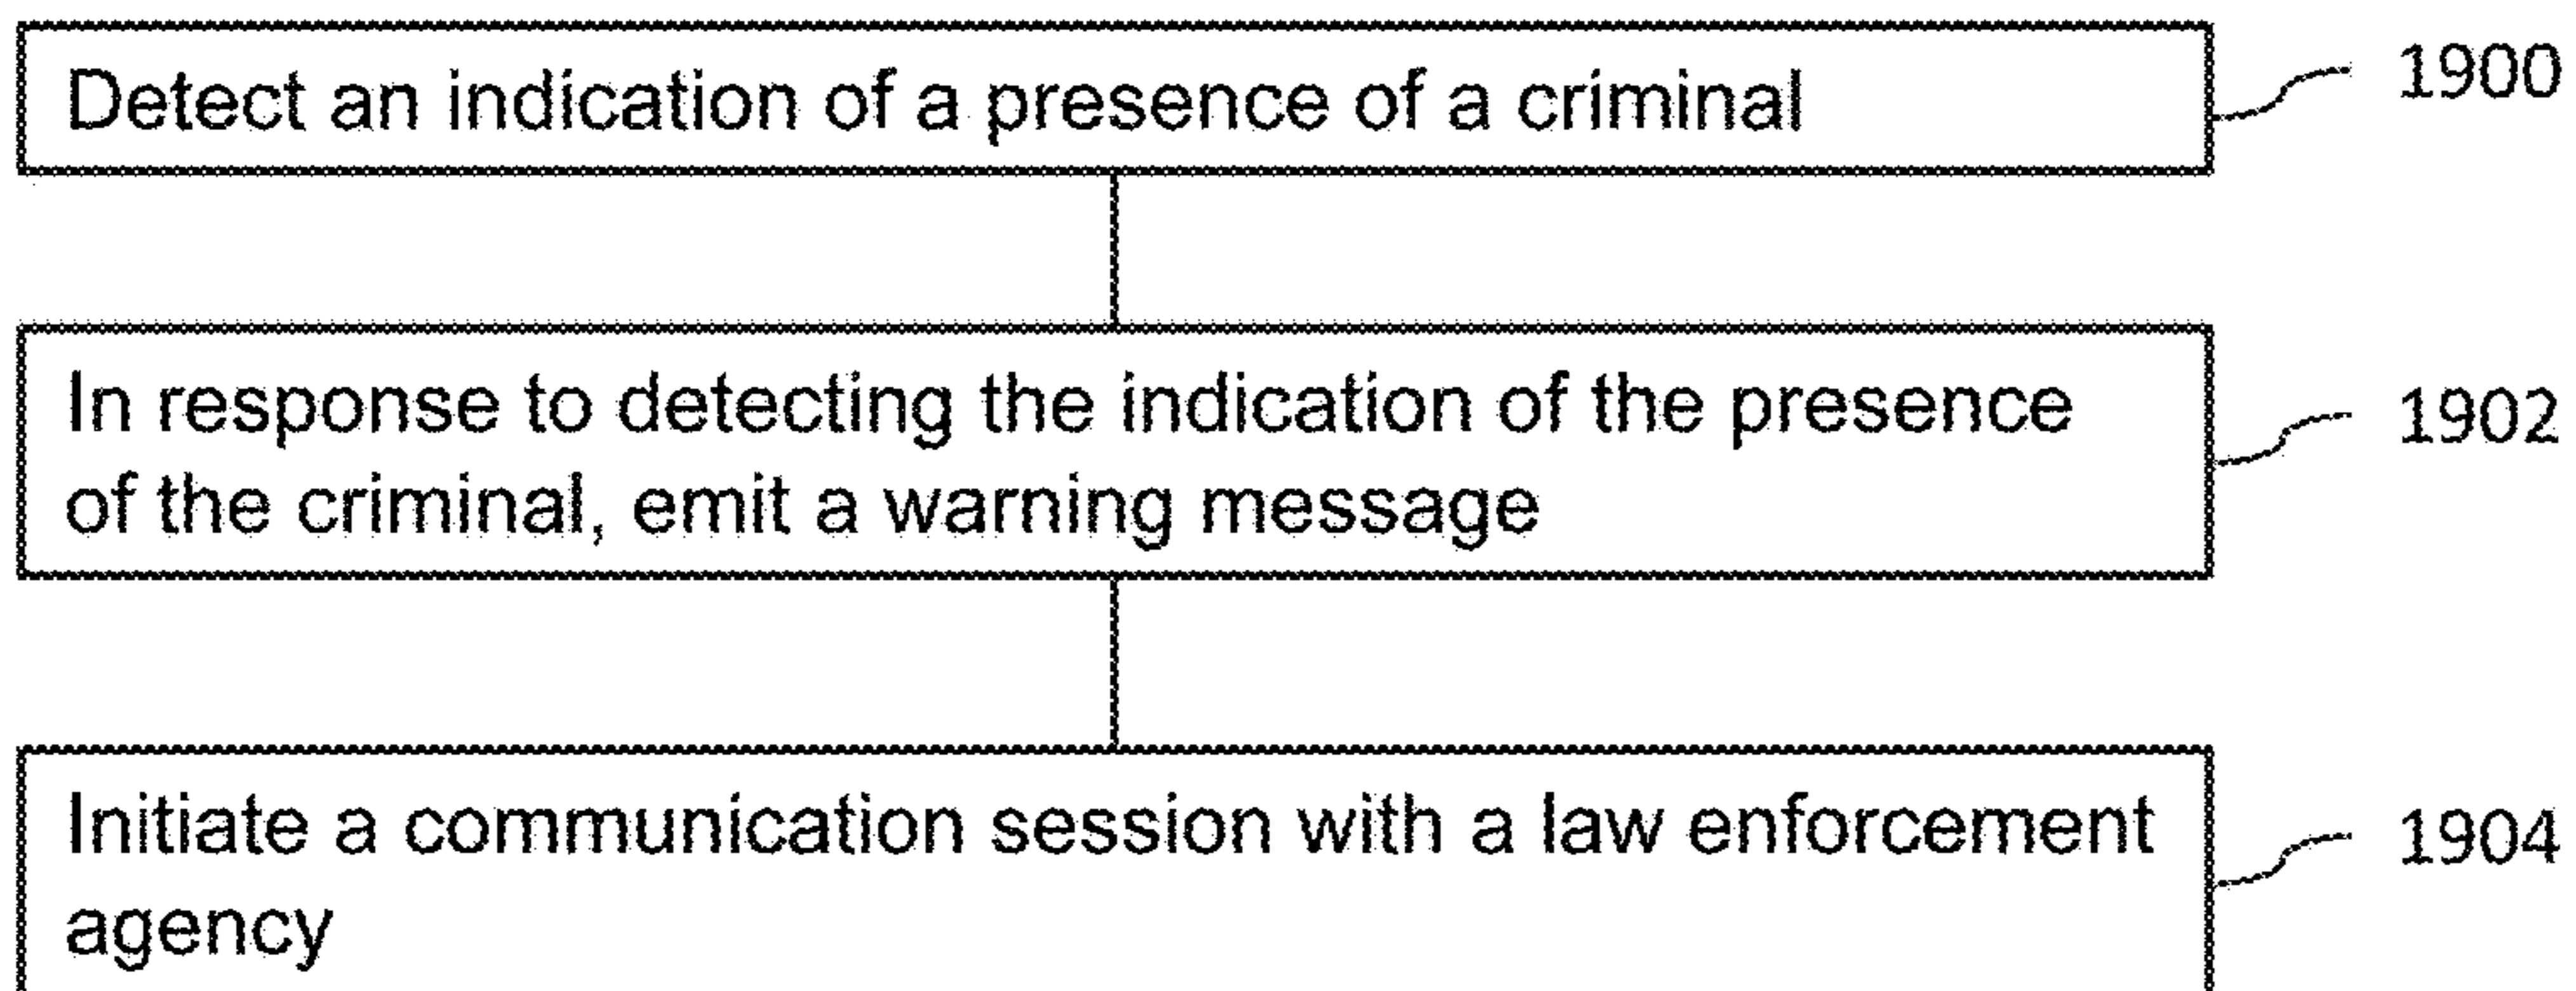 Detect an indication of a presence of a criminal
1900
In response to detecting the indication of the presence
of the criminal, emit a warning message
1902
Initiate a communication session with a law enforcement
agency
1904